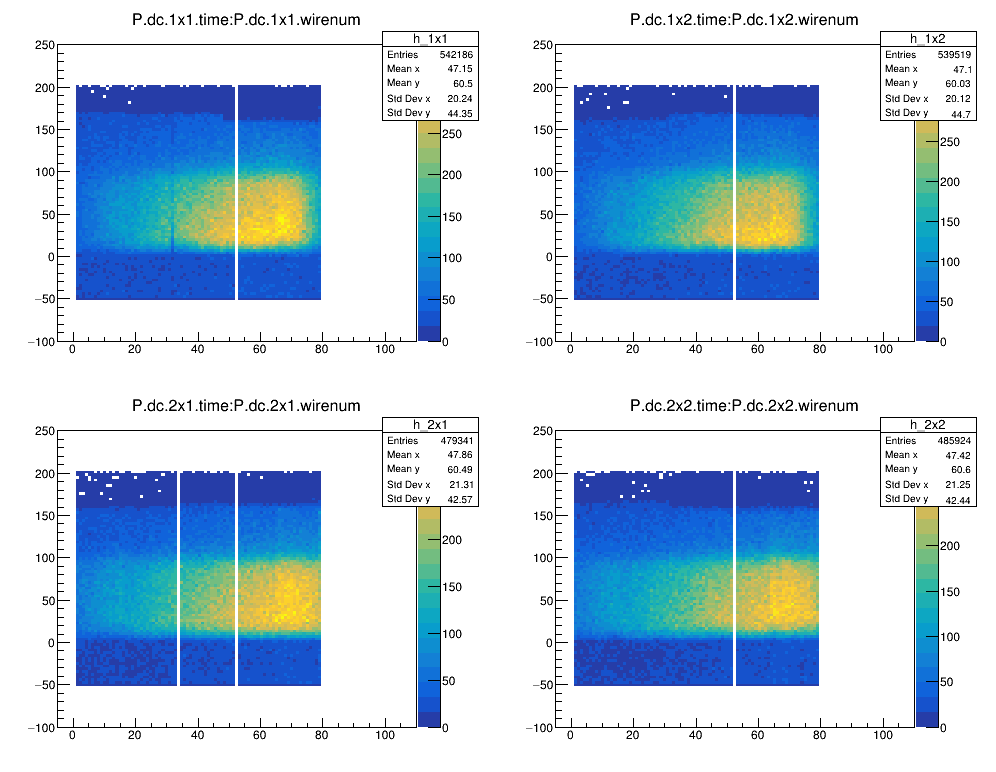 P.dc.1x1.time:P.dc.1x1.wirenum
h_1x1
Entries 542186
Mean x 47.15
Mean y 60.5
Std Dev x 20.24
Std Dev y 44.35
250
200
150
100
50
0
−50
−100
0 20 40 60 80 100
250
200
150
100
50
0
P.dc.1x2.time:P.dc.1x2.wirenum
h_1x2
Entries 539519
Mean x 47.1
Mean y 60.03
Std Dev x 20.12
Std Dev y 44.7
250
200
150
100
50
0
−50
−100
0 20 40 60 80 100
250
200
150
100
50
0
P.dc.2x1.time:P.dc.2x1.wirenum
h_2x1
Entries 479341
Mean x 47.86
Mean y 60.49
Std Dev x 21.31
Std Dev y 42.57
250
200
150
100
50
0
−50
−100
0 20 40 60 80 100
200
150
100
50
0
P.dc.2x2.time:P.dc.2x2.wirenum
h_2x2
Entries 485924
Mean x 47.42
Mean y 60.6
Std Dev x 21.25
Std Dev y 42.44
250
200
150
100
50
0
−50
−100
0 20 40 60 80 100
200
150
100
50
0